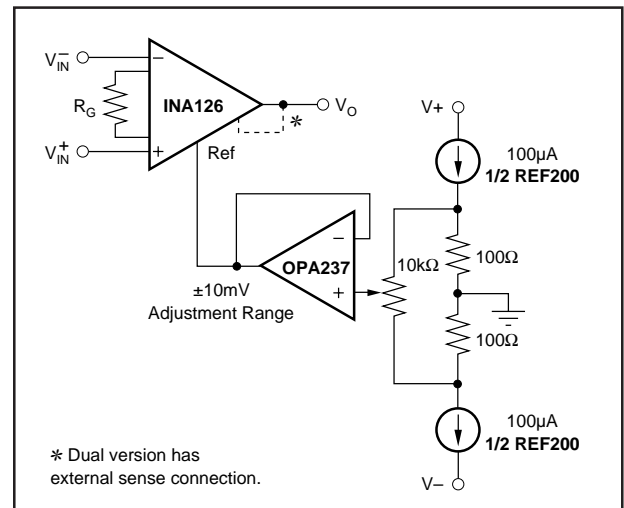 V−IN
−
INA126
RG
V+IN
+
VO
*
Ref
V+
100µA
1/2 REF200
−
OPA237
+
10kΩ
100Ω
±10mV
Adjustment Range
100Ω
100µA
1/2 REF200
V–
* Dual version has
external sense connection.